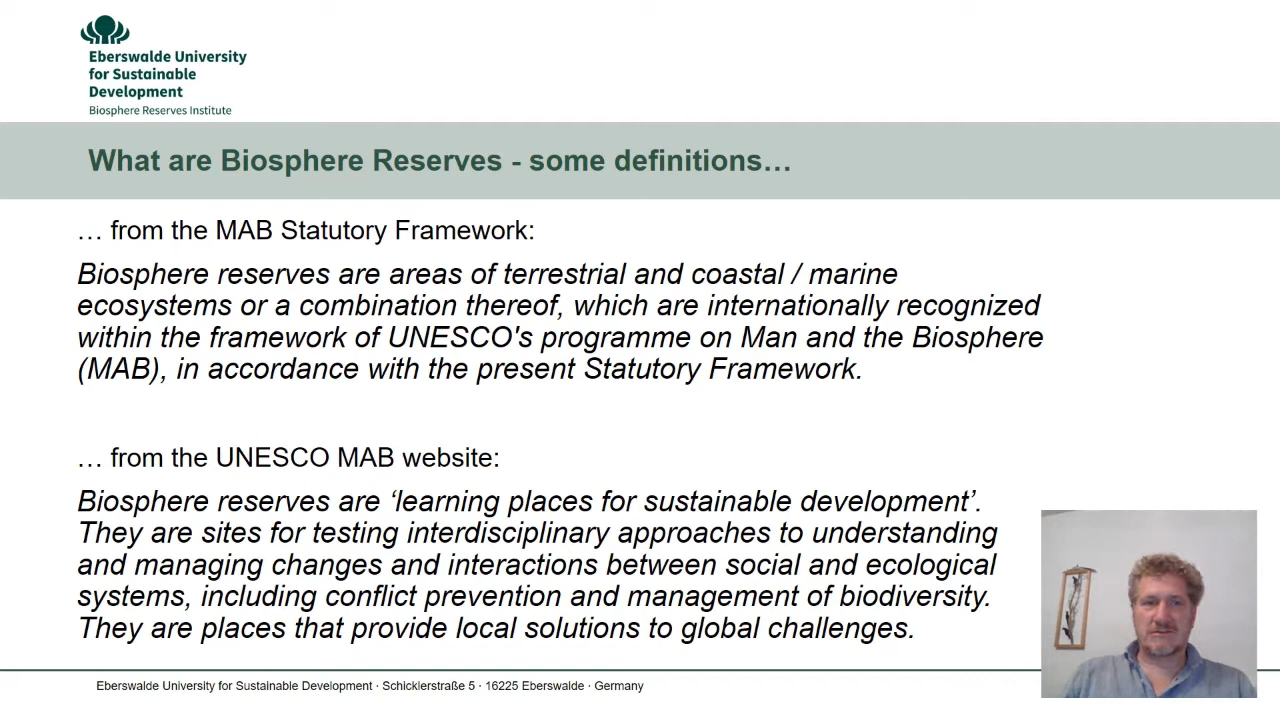 Eberswalde University
for Sustainable
Development
Biosphere Reserves Institute
What are Biosphere Reserves - some definitions…
… from the MAB Statutory Framework:
Biosphere reserves are areas of terrestrial and coastal / marine
ecosystems or a combination thereof, which are internationally recognized
within the framework of UNESCO's programme on Man and the Biosphere
(MAB), in accordance with the present Statutory Framework.
… from the UNESCO MAB website:
Biosphere reserves are ‘learning places for sustainable development’.
They are sites for testing interdisciplinary approaches to understanding
and managing changes and interactions between social and ecological
systems, including conflict prevention and management of biodiversity.
They are places that provide local solutions to global challenges.
Eberswalde University for Sustainable Development · Schicklerstraße 5 · 16225 Eberswalde · Germany